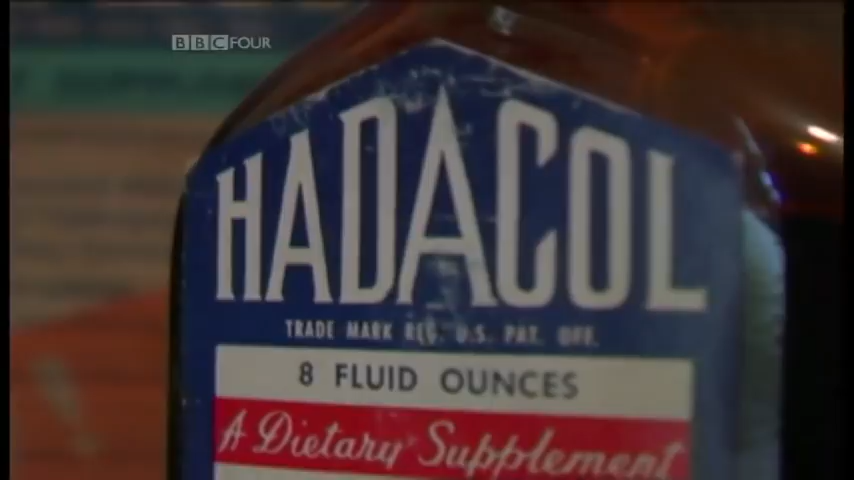 BBC FOUR
HADACOL
TRADE MARK REG. U.S. PAT. OFF.
8 FLUID OUNCES
A Dietary Supplement